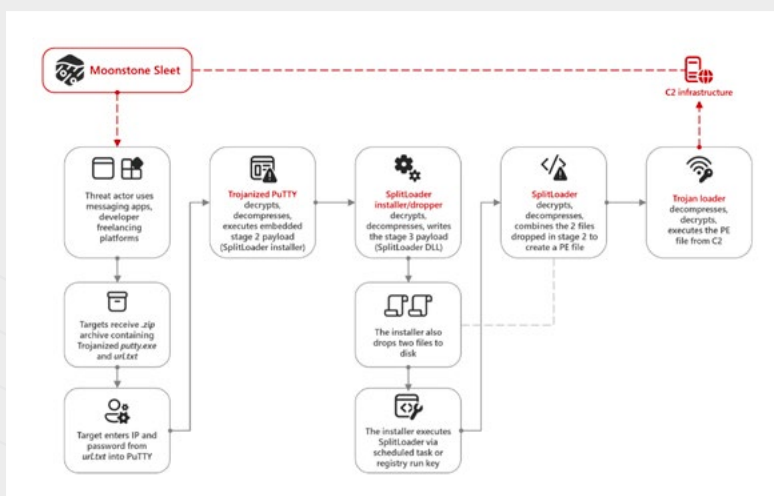 Moonstone Sleet
C2 infrastructure
Threat actor uses
messaging apps,
developer
freelancing
platforms
Targets receive .zip
archive containing
Trojanized putty.exe
and url.txt
Target enters IP and
password from
url.txt into PuTTY
Trojanized PuTTY
decrypts,
decompresses,
executes embedded
stage 2 payload
(SplitLoader installer)
SplitLoader
installer/dropper
decrypts,
decompresses, writes
the stage 3 payload
(SplitLoader DLL)
The installer also
drops two files to
disk
The installer executes
SplitLoader via
scheduled task or
registry run key
SplitLoader
decrypts,
decompresses,
combines the 2 files
dropped in stage 2 to
create a PE file
Trojan loader
decompresses,
decrypts,
executes the PE
file from C2